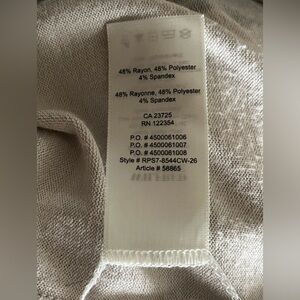 48% Rayon, 48% Polyester
4% Spandex
48% Rayonne, 48% Polyester
4% Spandex
CA 23725
RN 122354
P.O. # 4500061006
P.O. # 4500061007
P.O. # 4500061008
Style # RPS7-8544CW-26
Article # 56865